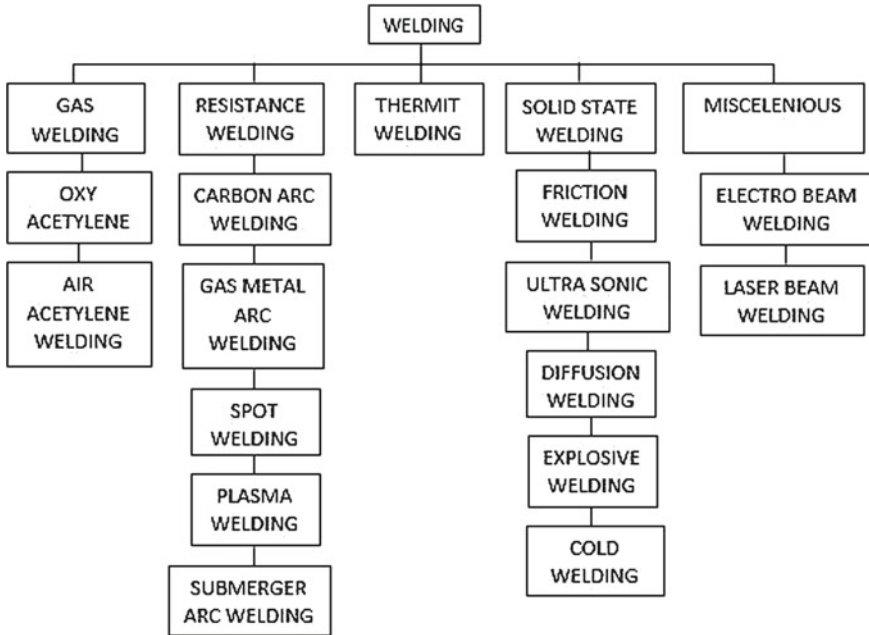 WELDING
GAS
WELDING
RESISTANCE
WELDING
THERMIT
WELDING
SOLID STATE
WELDING
MISCELENIOUS
OXY
ACETYLENE
AIR
ACETYLENE
WELDING
CARBON ARC
WELDING
GAS METAL
ARC
WELDING
SPOT
WELDING
PLASMA
WELDING
SUBMERGER
ARC WELDING
FRICTION
WELDING
ULTRA SONIC
WELDING
DIFFUSION
WELDING
EXPLOSIVE
WELDING
COLD
WELDING
ELECTRO BEAM
WELDING
LASER BEAM
WELDING